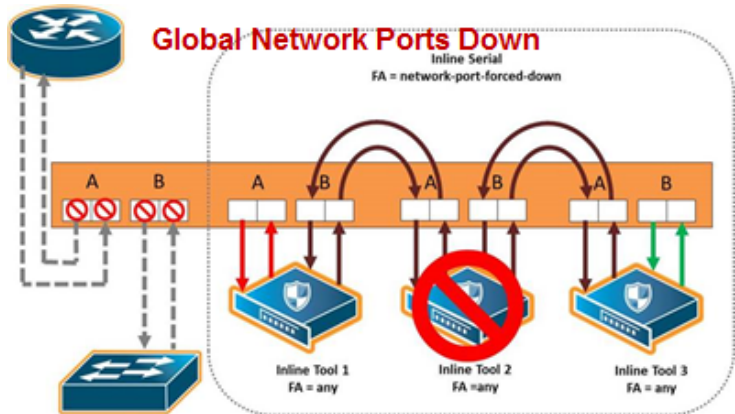 Global Network Ports Down
Inline Serial
FA = network-port-forced-down
A B A B A B A B
Inline Tool 1
FA = any
Inline Tool 2
FA =any
Inline Tool 3
FA = any